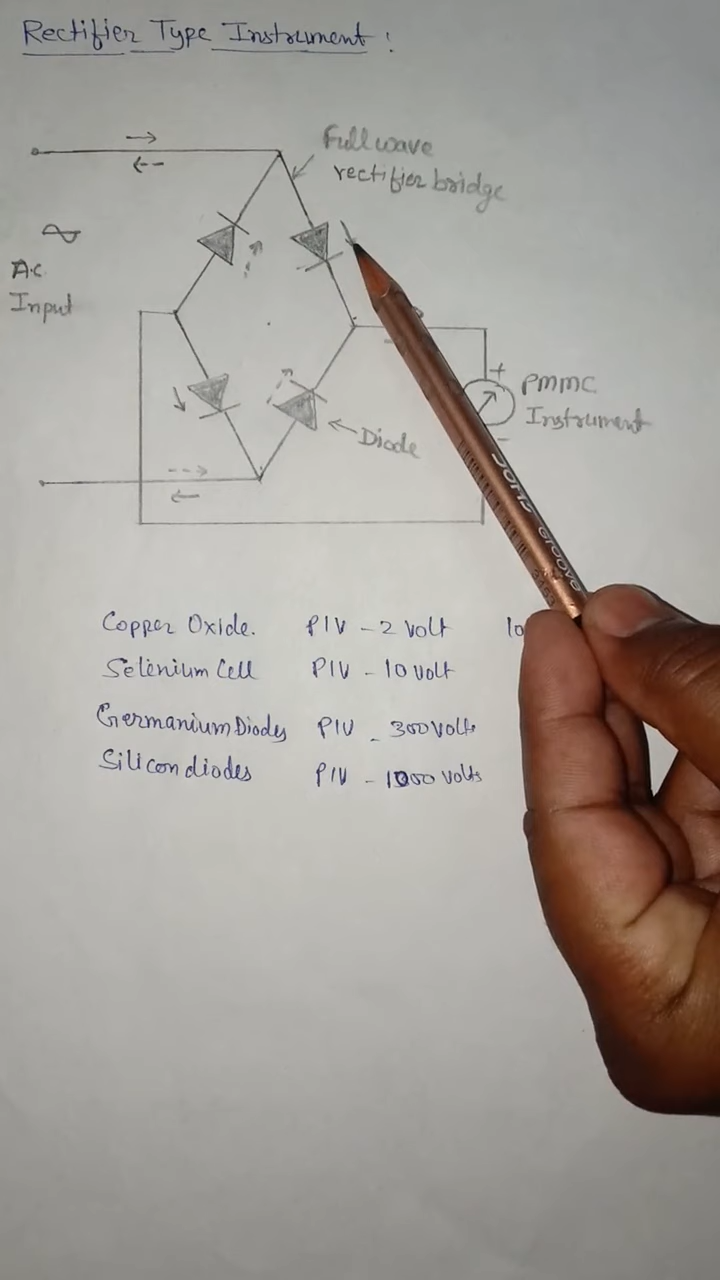 Rectifier Type Instrument :
Full wave
rectifier bridge
A.C.
Input
+
PMMC
Instrument
-
Diode
Copper Oxide. PIV - 2 Volt
Selenium Cell PIV - 10 Volt
Germanium Diodes PIV - 300 Volts
Silicon diodes PIV - 1000 Volts
GROOVE